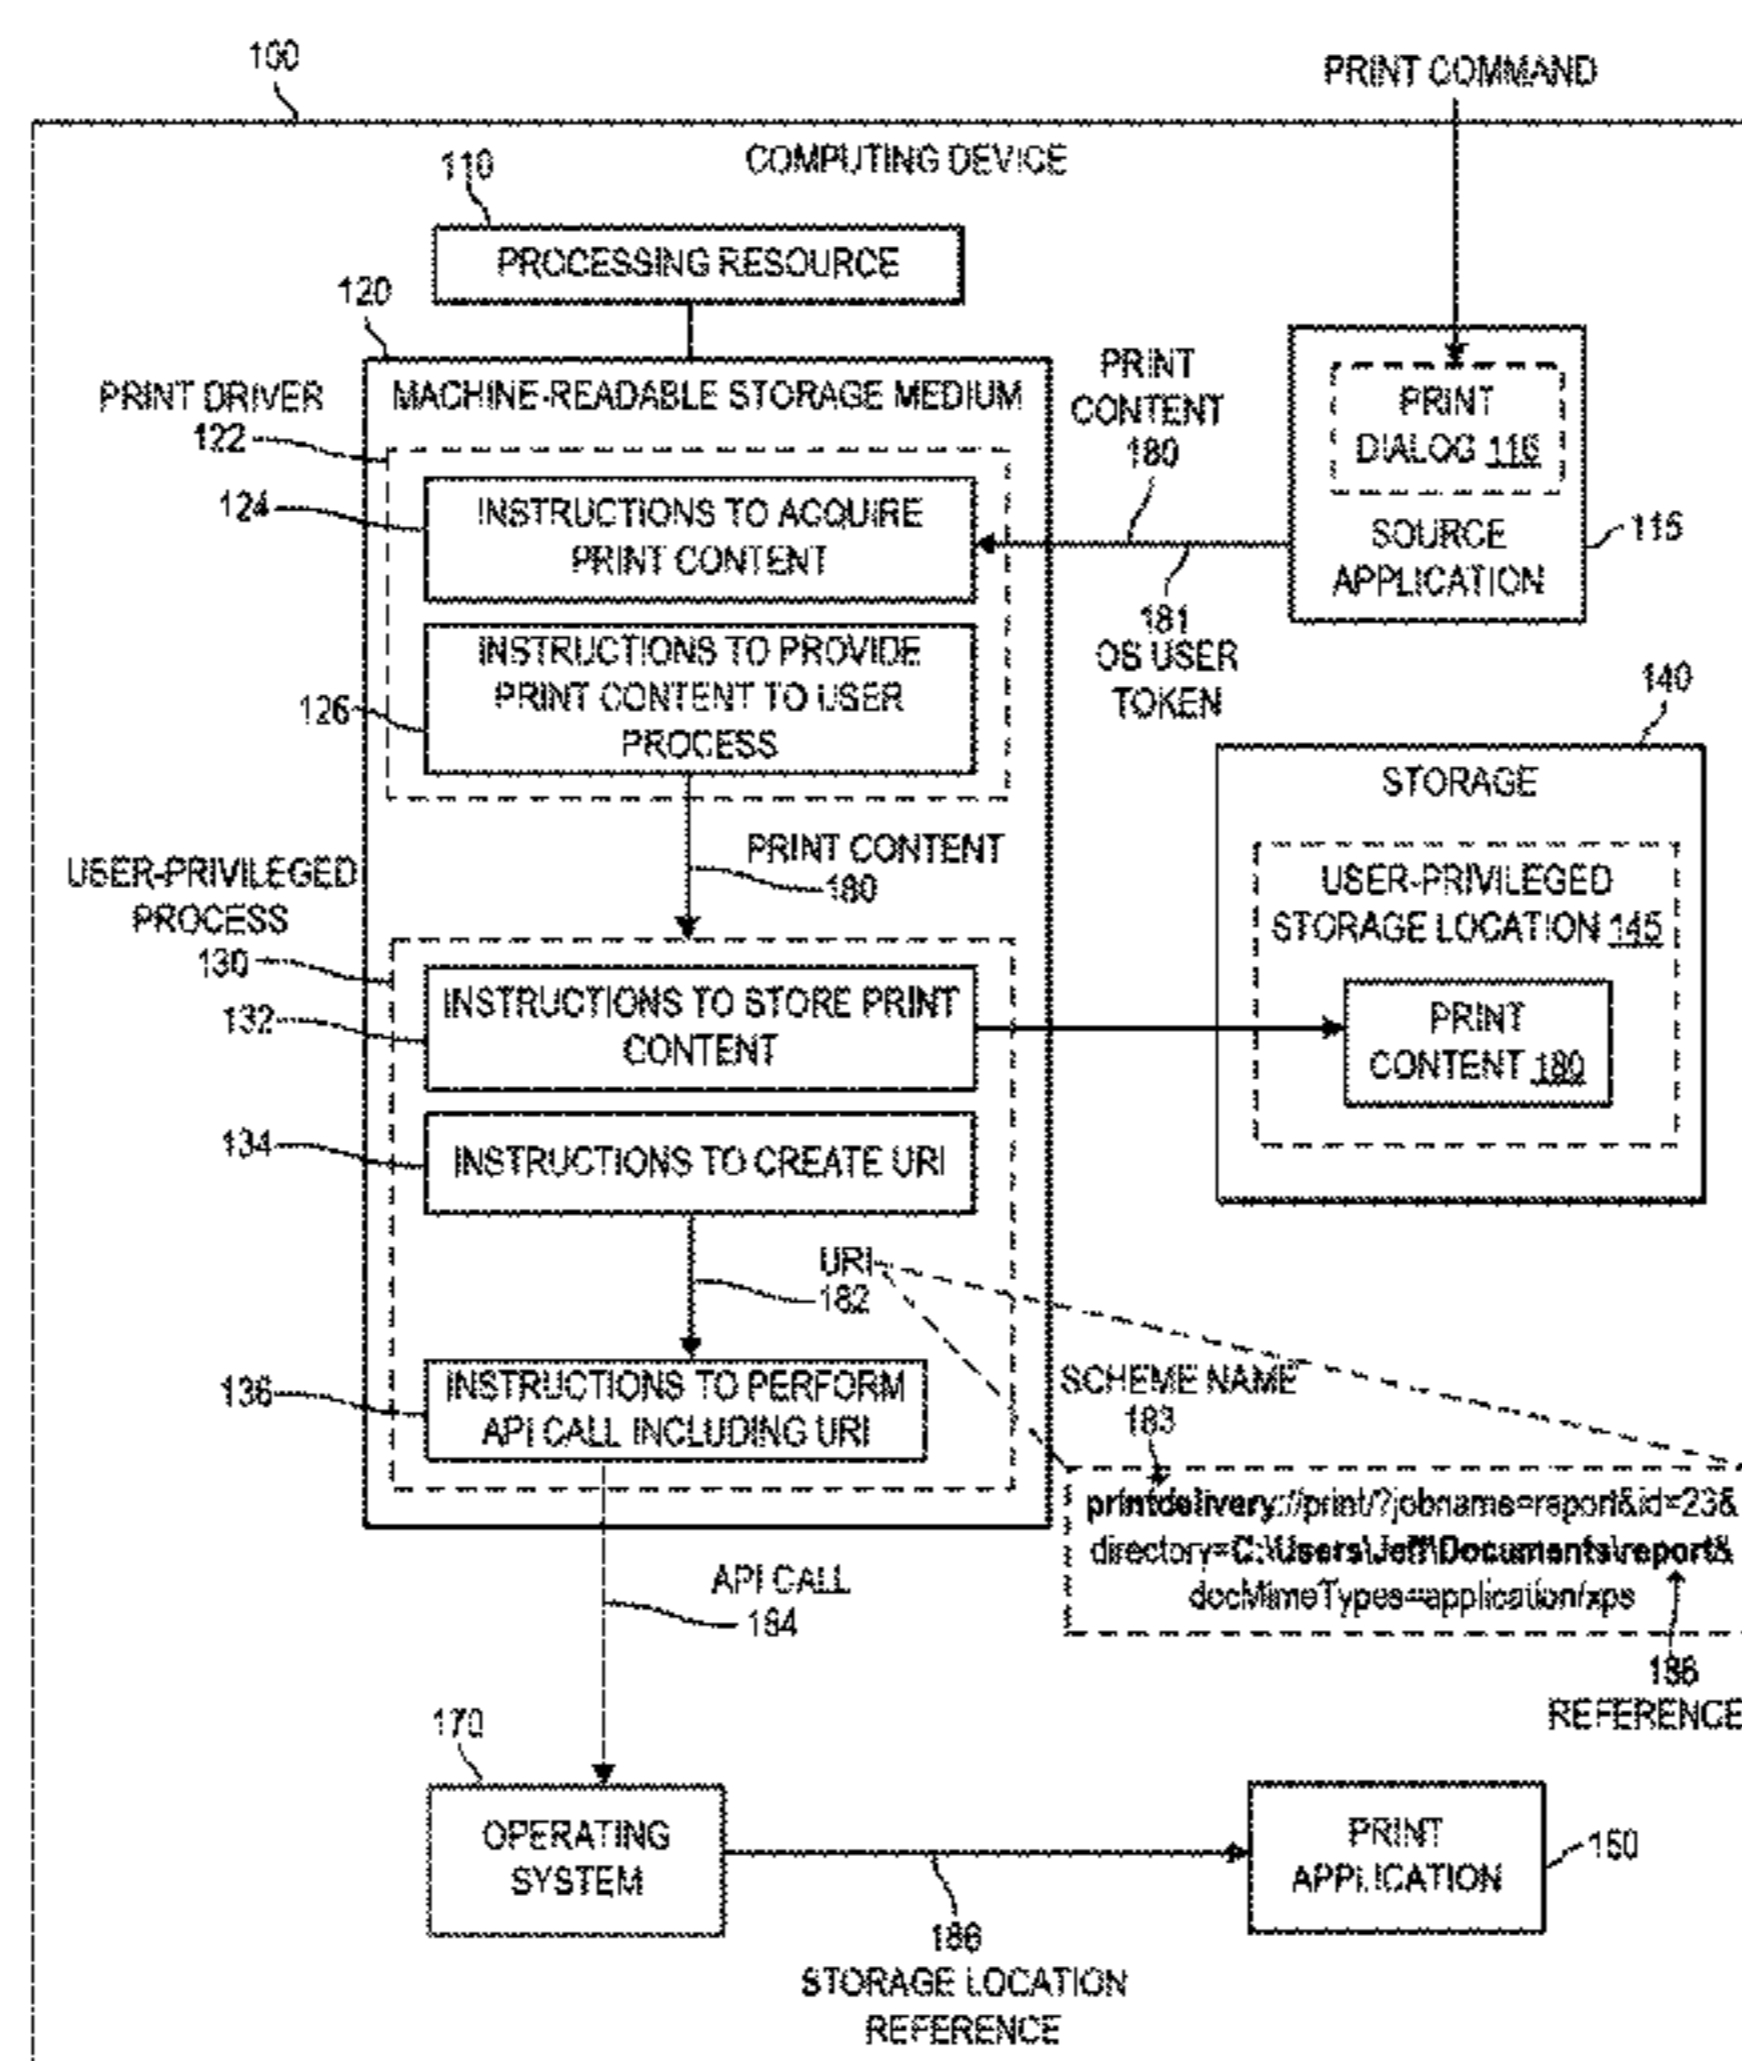 100
PRINT COMMAND
COMPUTING DEVICE
110
PROCESSING RESOURCE
120
MACHINE-READABLE STORAGE MEDIUM
PRINT DRIVER
122
124
INSTRUCTIONS TO ACQUIRE
PRINT CONTENT
126
INSTRUCTIONS TO PROVIDE
PRINT CONTENT TO USER
PROCESS
PRINT
CONTENT
180
181
OS USER
TOKEN
PRINT
DIALOG 116
SOURCE
APPLICATION
115
140
STORAGE
USER-PRIVILEGED
STORAGE LOCATION 145
PRINT
CONTENT 180
PRINT CONTENT
180
USER-PRIVILEGED
PROCESS
130
132
INSTRUCTIONS TO STORE PRINT
CONTENT
134
INSTRUCTIONS TO CREATE URI
URI
182
136
INSTRUCTIONS TO PERFORM
API CALL INCLUDING URI
SCHEME NAME
183
printdelivery://print/?jobname=report&id=23&
directory=C:\Users\Jeff\Documents\report&
docMimeTypes=application/xps
186
REFERENCE
API CALL
184
170
OPERATING
SYSTEM
186
STORAGE LOCATION
REFERENCE
PRINT
APPLICATION
150